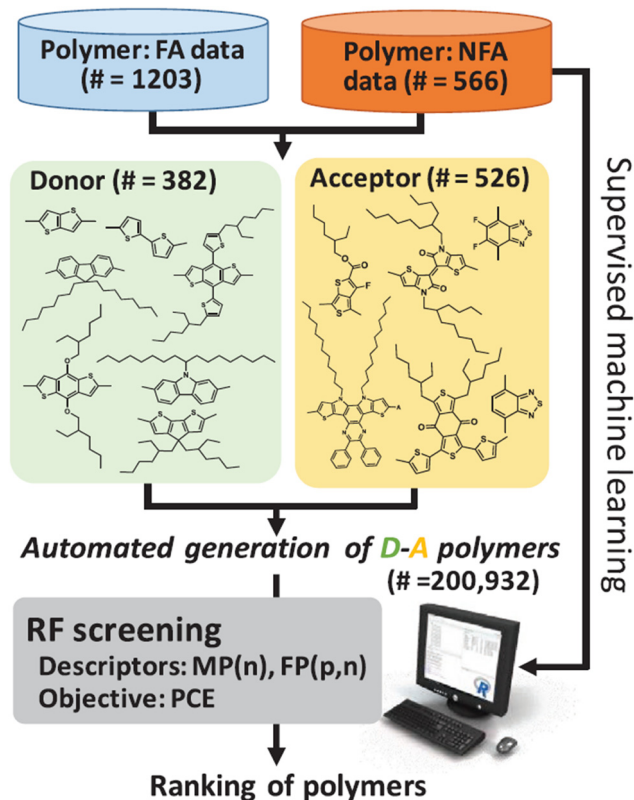 Polymer: FA data
(# = 1203)
Polymer: NFA
data (# = 566)
Supervised machine learning
Donor (# = 382)
Acceptor (# = 526)
S
S
S
S
S
S
S
S
S
O
S
S
O
N
S
S
O
O
F
S
S
N
O
S
S
O
N
F
F
N
S
N
N
N
S
S
A
N
N
S
O
O
S
S
S
N
S
N
Automated generation of D-A polymers
(# =200,932)
RF screening
Descriptors: MP(n), FP(p,n)
Objective: PCE
R
Ranking of polymers